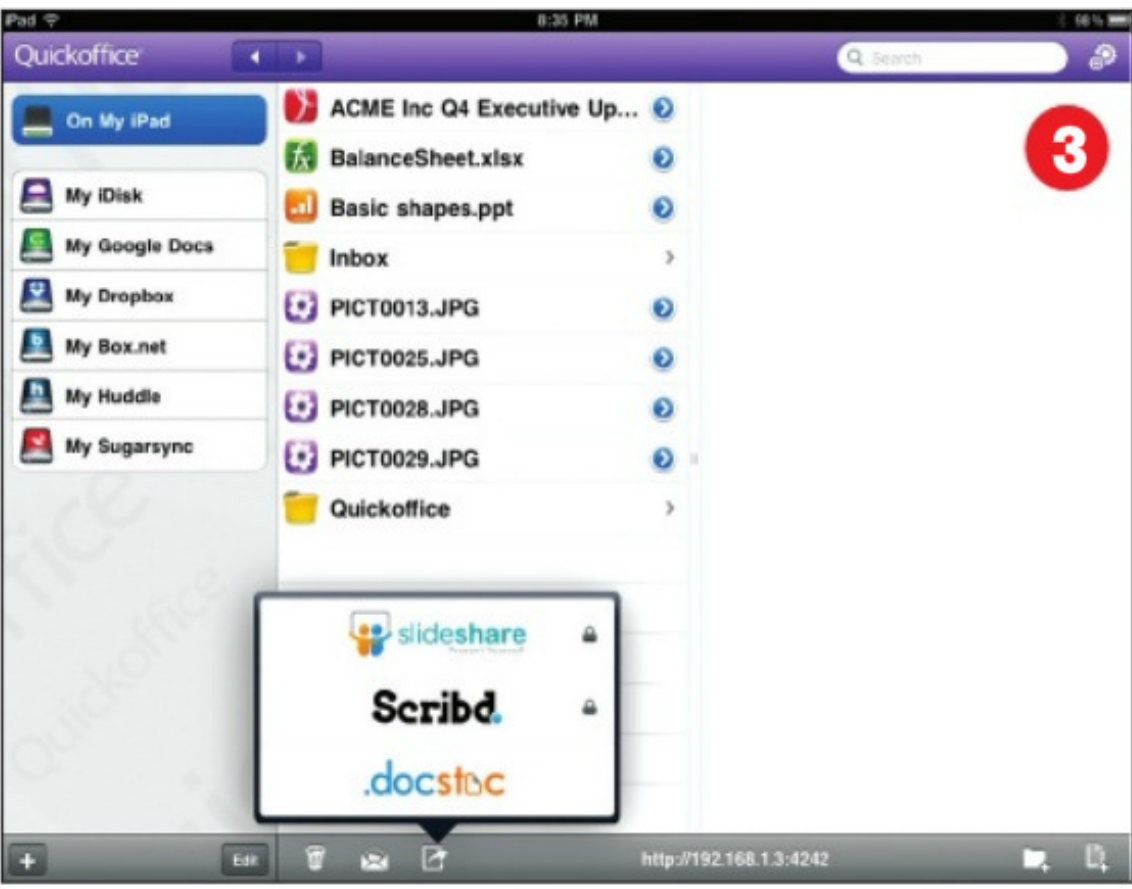 iPad 8:35 PM 98%
Quickoffice Search
3
On My iPad
My iDisk
My Google Docs
My Dropbox
My Box.net
My Huddle
My Sugarsync
ACME Inc Q4 Executive Up...
BalanceSheet.xlsx
Basic shapes.ppt
Inbox
PICT0013.JPG
PICT0025.JPG
PICT0028.JPG
PICT0029.JPG
Quickoffice
Quickoffice
slideshare
Scribd.
.docstoc
+ Edit http://192.168.1.3:4242